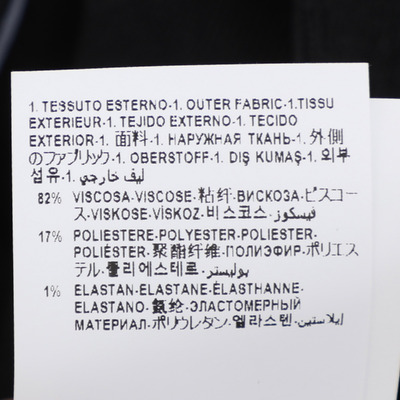 1. TESSUTO ESTERNO-1. OUTER FABRIC-1.TISSU
EXTERIEUR-1. TEJIDO EXTERNO-1. TECIDO
EXTERIOR-1. 面料-1. НАРУЖНАЯ ТКАНЬ-1. 外側
のファブリック-1. OBERSTOFF-1. DIŞ KUMAŞ-1. 외부
섬유-1. ليف خارجي
82% VISCOSA-VISCOSE-粘纤-ВИСКОЗА-ビスコー
ス-VISKOSE-VİSKOZ-비스코스-فيسكوز
17% POLIESTERE-POLYESTER-POLIESTER-
POLIÉSTER-聚酯纤维-ПОЛИЭФИР-ポリエス
テル-폴리에스테르-بوليستر
1% ELASTAN-ELASTANE-ÉLASTHANNE-
ELASTANO-氨纶-ЭЛАСТОМЕРНЫЙ
МАТЕРИАЛ-ポリウレタン-엘라스텐-ايلاستين